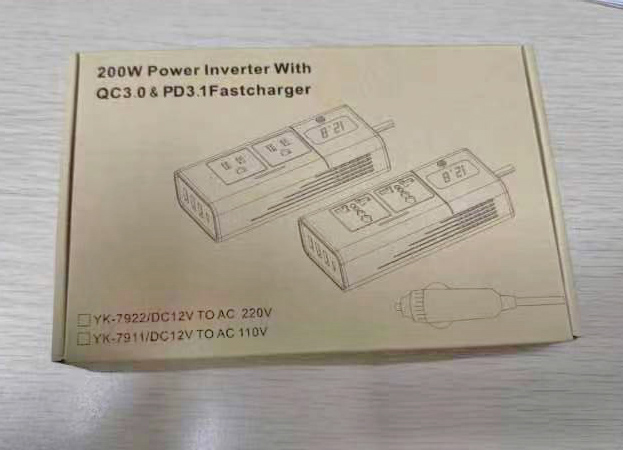 200W Power Inverter With
QC3.0 & PD3.1Fastcharger
YK-7922/DC12V TO AC 220V
YK-7911/DC12V TO AC 110V